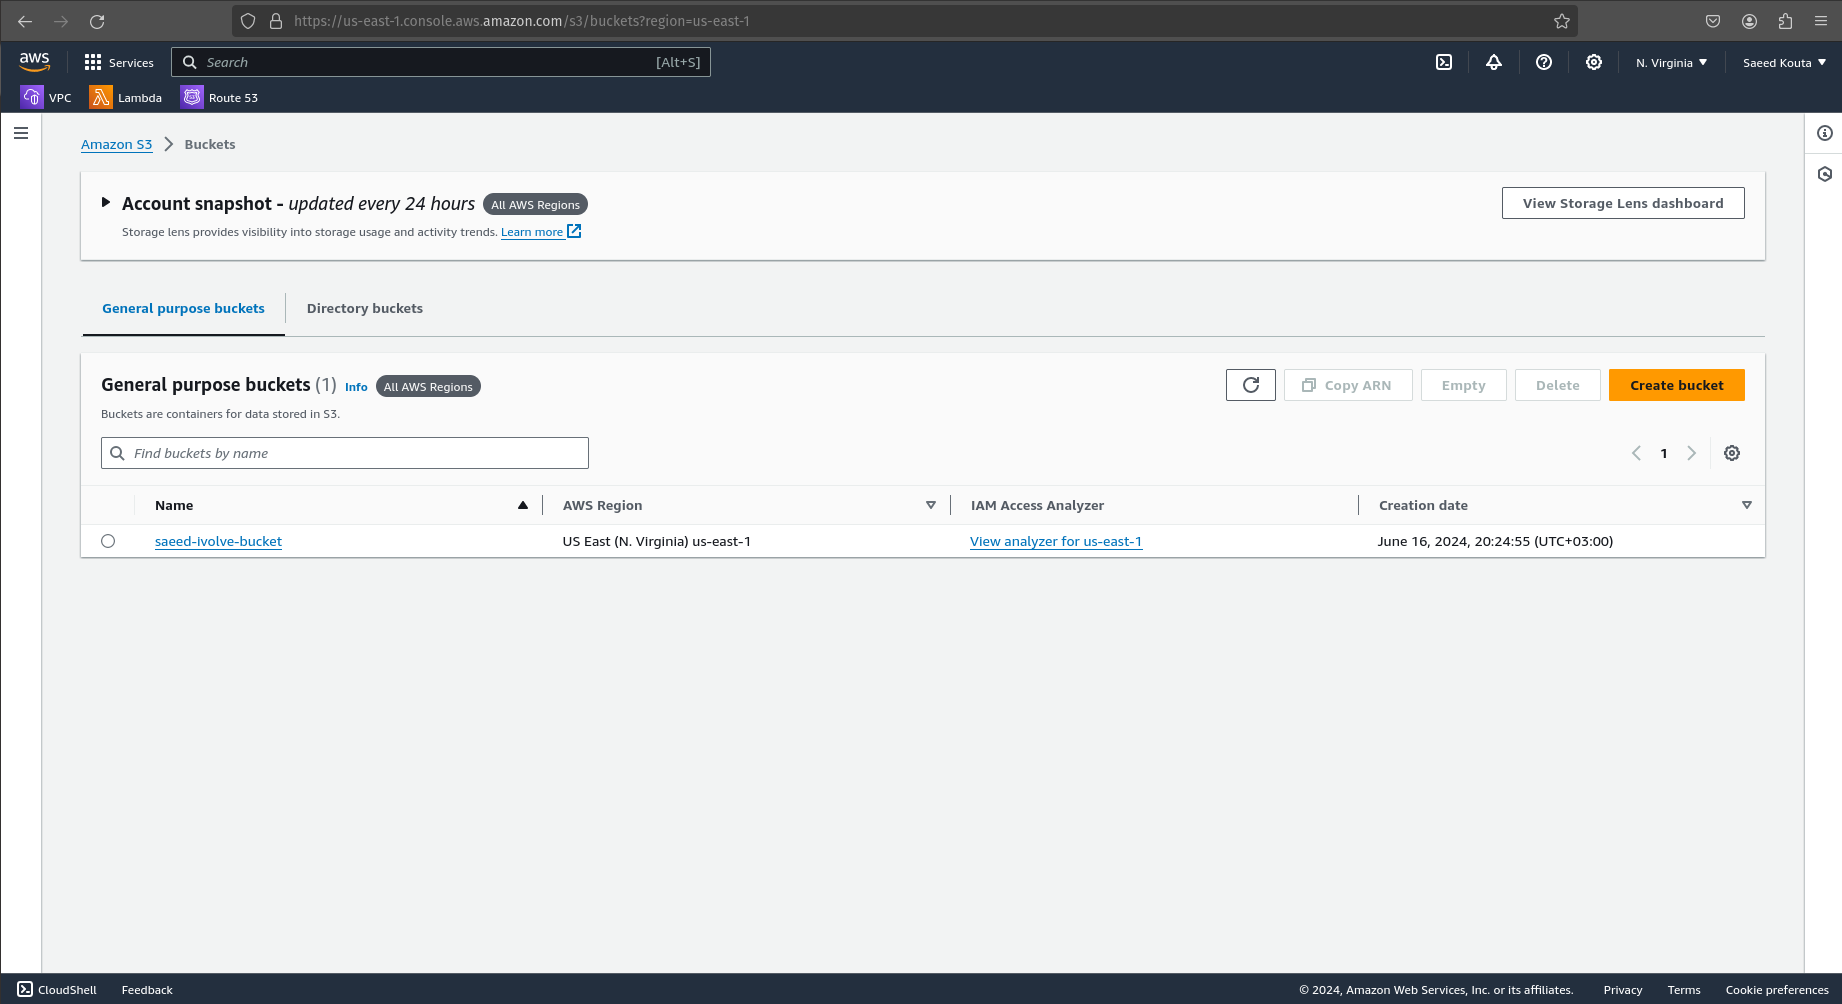 https://us-east-1.console.aws.amazon.com/s3/buckets?region=us-east-1
aws Services Search [Alt+S] N. Virginia Saeed Kouta
VPC Lambda Route 53
Amazon S3 Buckets
Account snapshot - updated every 24 hours All AWS Regions View Storage Lens dashboard
Storage lens provides visibility into storage usage and activity trends. Learn more
General purpose buckets Directory buckets
General purpose buckets (1) Info All AWS Regions Copy ARN Empty Delete Create bucket
Buckets are containers for data stored in S3.
Find buckets by name 1
Name AWS Region IAM Access Analyzer Creation date
saeed-ivolve-bucket US East (N. Virginia) us-east-1 View analyzer for us-east-1 June 16, 2024, 20:24:55 (UTC+03:00)
CloudShell Feedback © 2024, Amazon Web Services, Inc. or its affiliates. Privacy Terms Cookie preferences